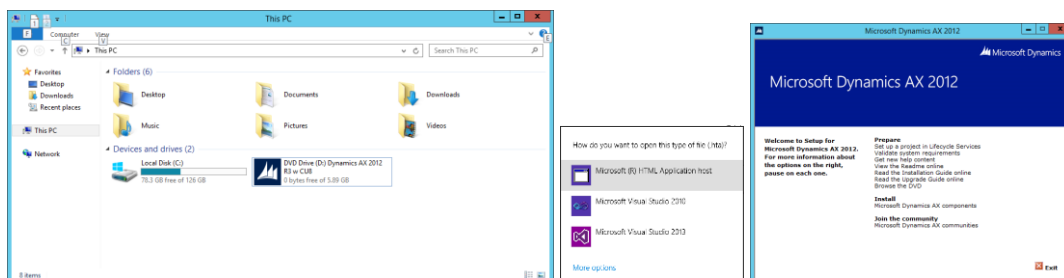 This PC
1
2
F
Computer
View
C
V
E
This PC
Search This PC
Favorites
Desktop
Downloads
Recent places
This PC
Network
Folders (6)
Desktop
Documents
Downloads
Music
Pictures
Videos
Devices and drives (2)
Local Disk (C:)
78.3 GB free of 126 GB
DVD Drive (D:) Dynamics AX 2012
R3 w CU8
0 bytes free of 5.89 GB
8 items
How do you want to open this type of file (.hta)?
Microsoft (R) HTML Application host
Microsoft Visual Studio 2010
Microsoft Visual Studio 2013
More options
Microsoft Dynamics AX 2012
Microsoft Dynamics
Microsoft Dynamics AX 2012
Welcome to Setup for
Microsoft Dynamics AX 2012.
For more information about
the options on the right,
pause on each one.
Prepare
Set up a project in Lifecycle Services
Validate system requirements
Get new help content
View the Readme online
Read the Installation Guide online
Read the Upgrade Guide online
Browse the DVD
Install
Microsoft Dynamics AX components
Join the community
Microsoft Dynamics AX communities
Exit